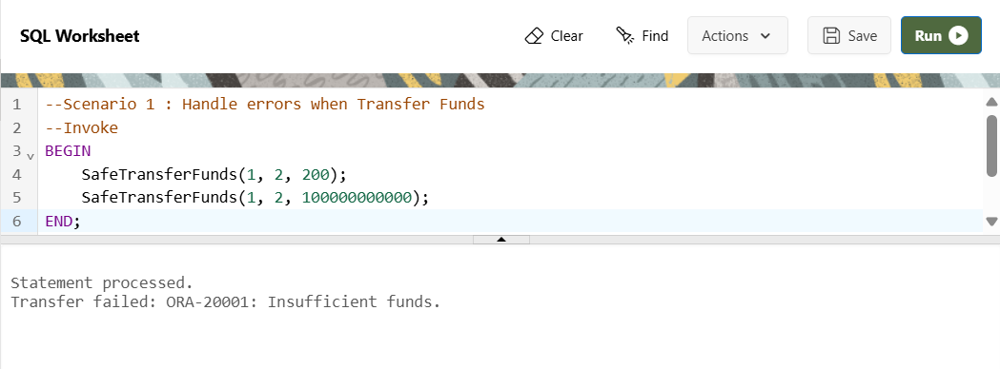 SQL Worksheet
Clear
Find
Actions
Save
Run
1 --Scenario 1 : Handle errors when Transfer Funds
2 --Invoke
3 BEGIN
4     SafeTransferFunds(1, 2, 200);
5     SafeTransferFunds(1, 2, 100000000000);
6 END;
Statement processed.
Transfer failed: ORA-20001: Insufficient funds.